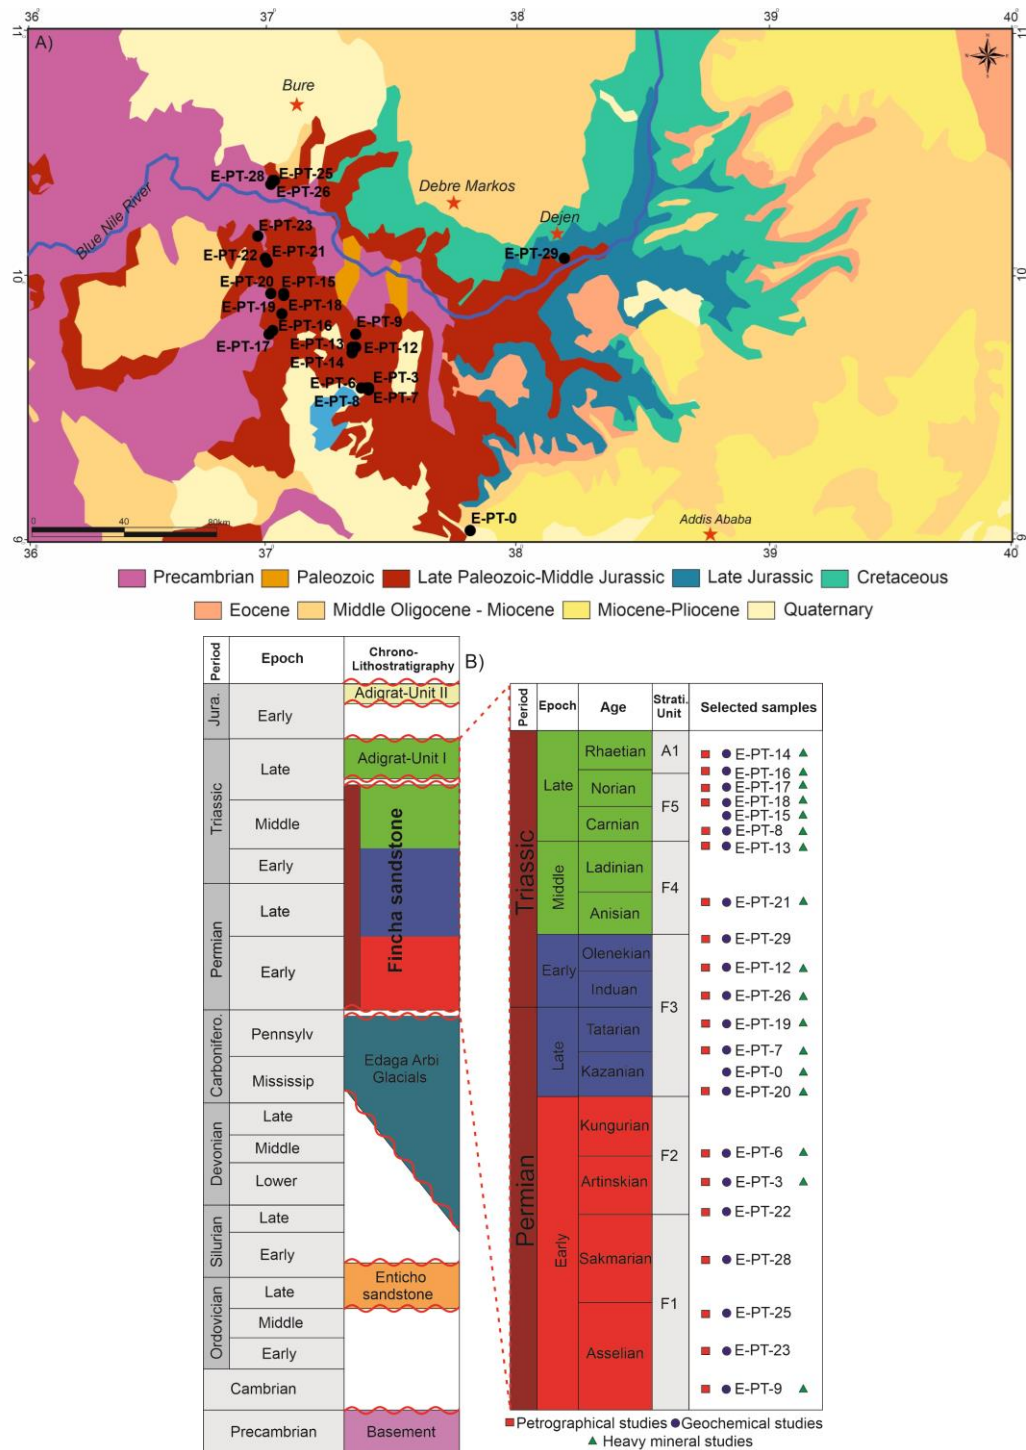 36° 37° 38° 39° 40°
11 11
A)
Bure
E-PT-28 E-PT-25
E-PT-26
Debre Markos
Blue Nile River
E-PT-23
Dejen
E-PT-22 E-PT-21
E-PT-29
10 10
E-PT-20 E-PT-15
E-PT-19 E-PT-18
E-PT-16 E-PT-9
E-PT-17 E-PT-13 E-PT-12
E-PT-14
E-PT-6 E-PT-3
E-PT-8 E-PT-7
E-PT-0
Addis Ababa
0 40 80km
9 9
36 37 38 39 40
Precambrian Paleozoic Late Paleozoic-Middle Jurassic Late Jurassic Cretaceous
Eocene Middle Oligocene - Miocene Miocene-Pliocene Quaternary
B)
Period Epoch Chrono-
Lithostratigraphy
Jura. Early Adigrat-Unit II
Triassic Late Adigrat-Unit I
Middle
Early
Fincha sandstone
Permian Late
Early
Carbonifero. Pennsylv
Mississip
Edaga Arbi
Glacials
Devonian Late
Middle
Lower
Silurian Late
Early
Ordovician Late
Enticho
sandstone
Middle
Early
Cambrian
Precambrian Basement
Period Epoch Age Strati.
Unit Selected samples
Triassic Late Rhaetian A1 E-PT-14
E-PT-16
Norian F5 E-PT-17
E-PT-18
E-PT-15
Carnian E-PT-8
E-PT-13
Middle Ladinian F4
Anisian E-PT-21
Early Olenekian F3 E-PT-29
E-PT-12
Induan E-PT-26
Permian Late Tatarian E-PT-19
E-PT-7
Kazanian E-PT-0
E-PT-20
Early Kungurian F2 E-PT-6
Artinskian E-PT-3
E-PT-22
Sakmarian F1 E-PT-28
E-PT-25
Asselian E-PT-23
E-PT-9
Petrographical studies Geochemical studies
Heavy mineral studies